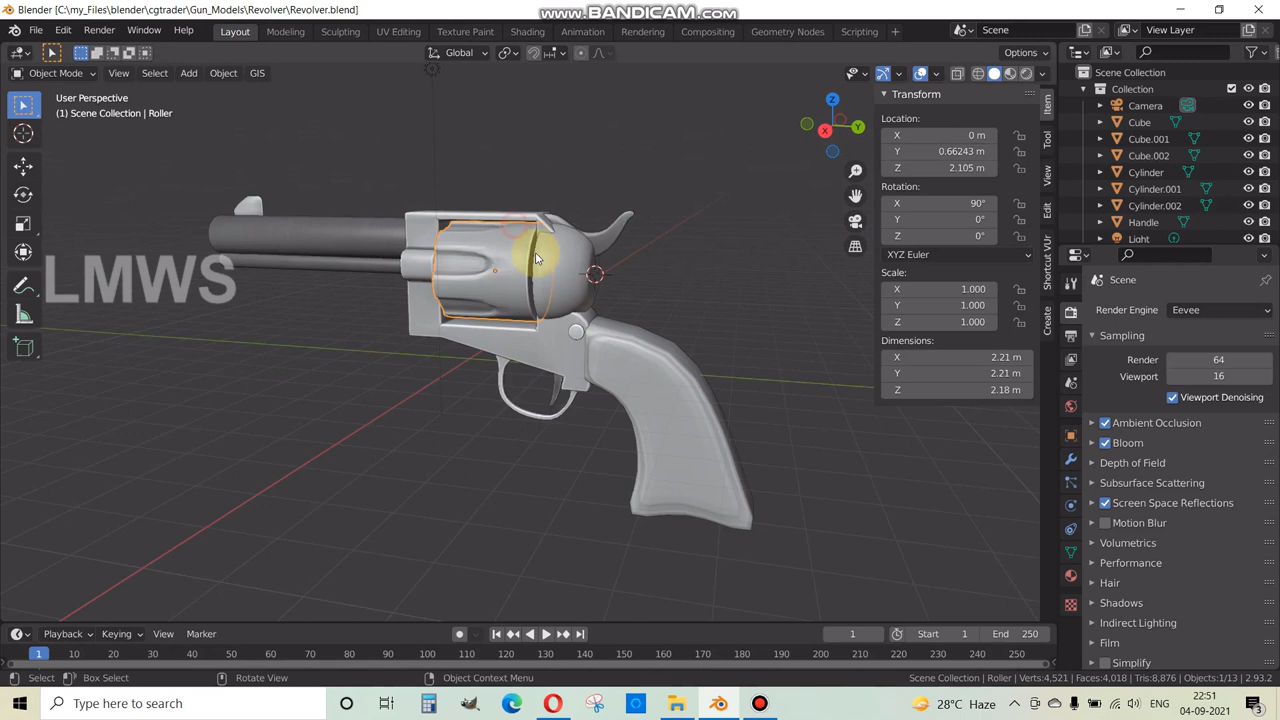 Blender [C:\my_Files\blender\cgtrader\Gun_Models\Revolver\Revolver.blend]
www.BANDICAM.com
File Edit Render Window Help Layout Modeling Sculpting UV Editing Texture Paint Shading Animation Rendering Compositing Geometry Nodes Scripting + Scene View Layer
Global Options
Object Mode View Select Add Object GIS
User Perspective
(1) Scene Collection | Roller
Z
Y
X
LMWS
Transform
Location:
X 0 m
Y 0.66243 m
Z 2.105 m
Rotation:
X 90°
Y 0°
Z 0°
XYZ Euler
Scale:
X 1.000
Y 1.000
Z 1.000
Dimensions:
X 2.21 m
Y 2.21 m
Z 2.18 m
Item
Tool
View
Edit
Shortcut VUr
Create
Scene Collection
Collection
Camera
Cube
Cube.001
Cube.002
Cylinder
Cylinder.001
Cylinder.002
Handle
Light
Scene
Render Engine Eevee
Sampling
Render 64
Viewport 16
Viewport Denoising
Ambient Occlusion
Bloom
Depth of Field
Subsurface Scattering
Screen Space Reflections
Motion Blur
Volumetrics
Performance
Hair
Shadows
Indirect Lighting
Film
Simplify
Playback Keying View Marker 1 Start 1 End 250
1 10 20 30 40 50 60 70 80 90 100 110 120 130 140 150 160 170 180 190 200 210 220 230 240 250
Select Box Select Rotate View Object Context Menu Scene Collection | Roller | Verts:4,521 | Faces:4,018 | Tris:8,876 | Objects:1/13 | 2.93.2
Type here to search 28°C Haze ENG 22:51
04-09-2021
3